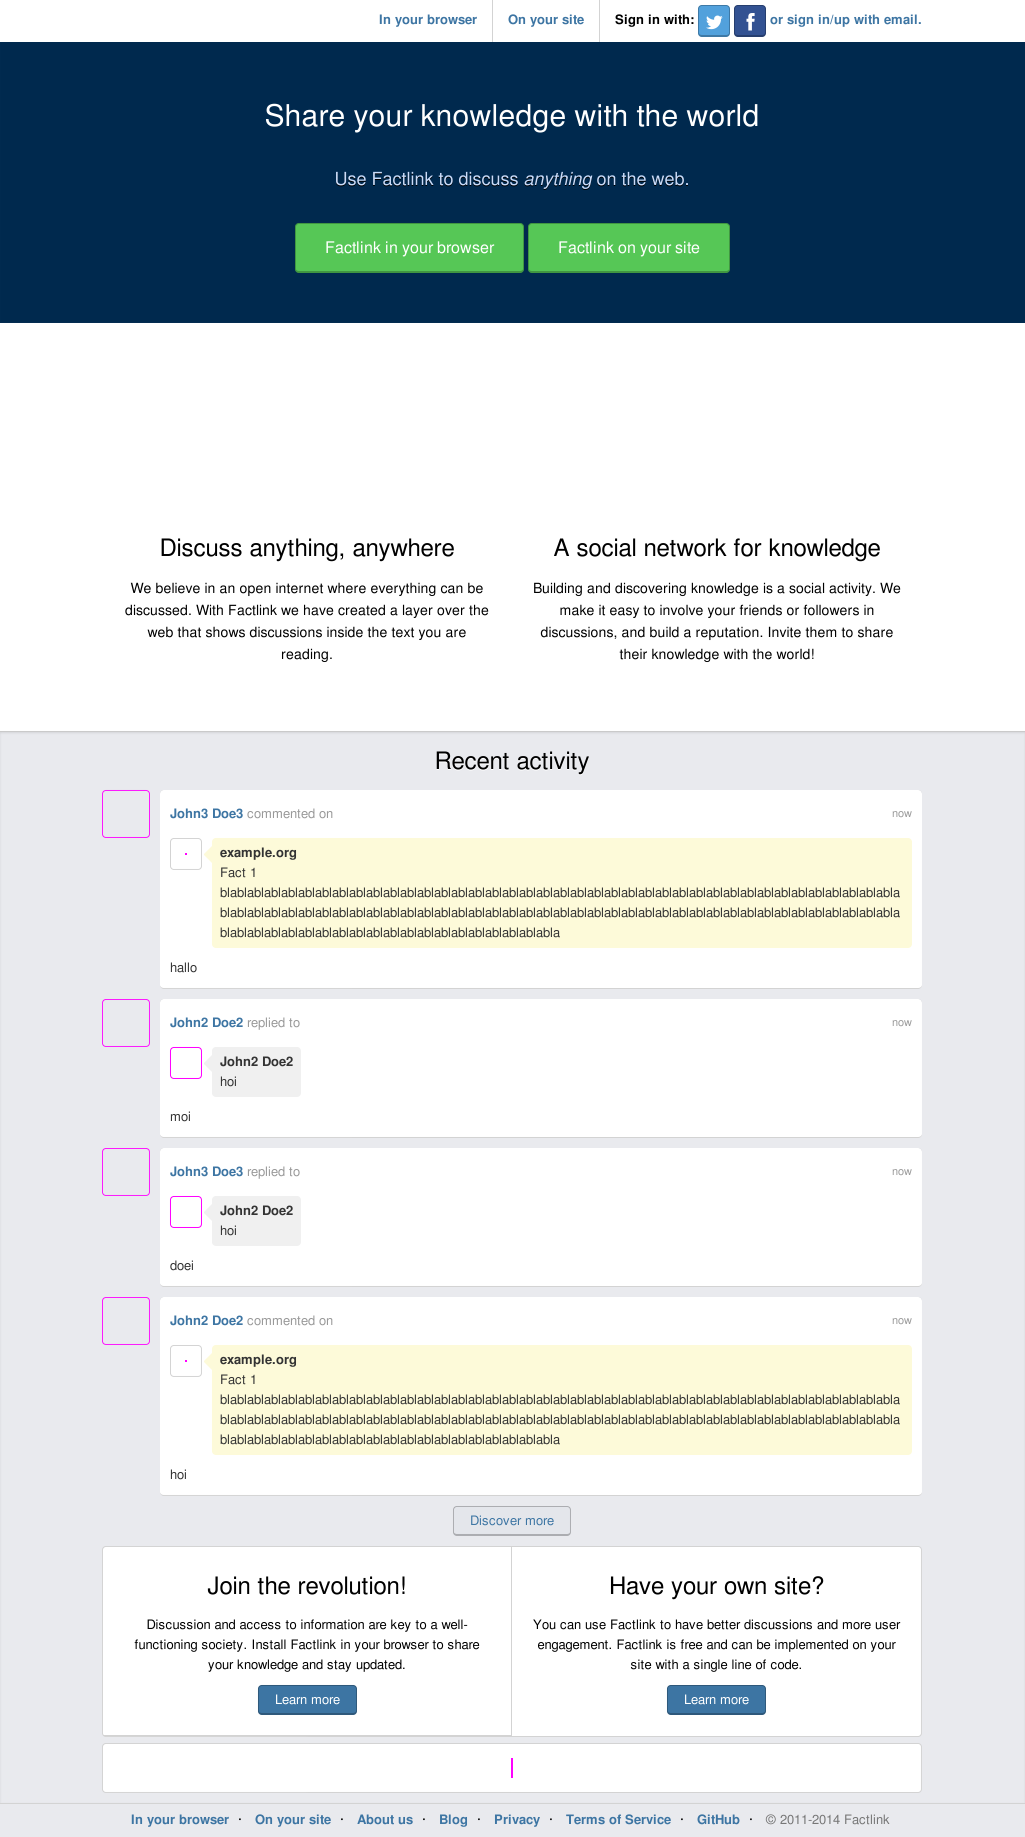 In your browser
On your site
Sign in with: or sign in/up with email.
Share your knowledge with the world
Use Factlink to discuss anything on the web.
Factlink in your browser
Factlink on your site
Discuss anything, anywhere
We believe in an open internet where everything can be
discussed. With Factlink we have created a layer over the
web that shows discussions inside the text you are
reading.
A social network for knowledge
Building and discovering knowledge is a social activity. We
make it easy to involve your friends or followers in
discussions, and build a reputation. Invite them to share
their knowledge with the world!
Recent activity
John3 Doe3 commented on
now
example.org
Fact 1
blablablablablablablablablablablablablablablablablablablablablablablablablablablablablablablablablablabla
blablablablablablablablablablablablablablablablablablablablablablablablablablablablablablablablablablabla
blablablablablablablablablablablablablablablablablabla
hallo
John2 Doe2 replied to
now
John2 Doe2
hoi
moi
John3 Doe3 replied to
now
John2 Doe2
hoi
doei
John2 Doe2 commented on
now
example.org
Fact 1
blablablablablablablablablablablablablablablablablablablablablablablablablablablablablablablablablablabla
blablablablablablablablablablablablablablablablablablablablablablablablablablablablablablablablablablabla
blablablablablablablablablablablablablablablablablabla
hoi
Discover more
Join the revolution!
Discussion and access to information are key to a well-
functioning society. Install Factlink in your browser to share
your knowledge and stay updated.
Learn more
Have your own site?
You can use Factlink to have better discussions and more user
engagement. Factlink is free and can be implemented on your
site with a single line of code.
Learn more
In your browser · On your site · About us · Blog · Privacy · Terms of Service · GitHub · © 2011-2014 Factlink